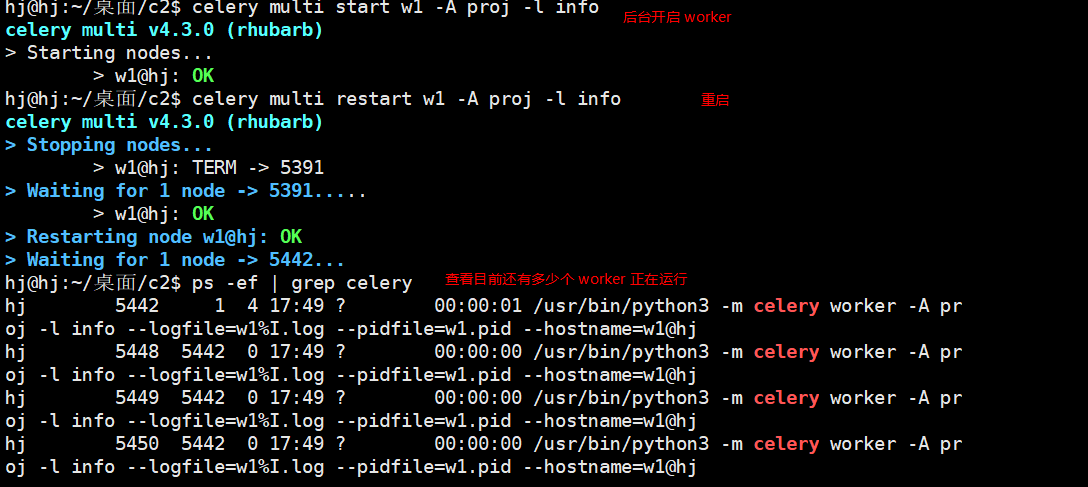 hj@hj:~/桌面/c2$ celery multi start w1 -A proj -l info 后台开启 worker
celery multi v4.3.0 (rhubarb)
> Starting nodes...
> w1@hj: OK
hj@hj:~/桌面/c2$ celery multi restart w1 -A proj -l info 重启
celery multi v4.3.0 (rhubarb)
> Stopping nodes...
> w1@hj: TERM -> 5391
> Waiting for 1 node -> 5391.....
> w1@hj: OK
> Restarting node w1@hj: OK
> Waiting for 1 node -> 5442...
hj@hj:~/桌面/c2$ ps -ef | grep celery 查看目前还有多少个 worker 正在运行
hj 5442 1 4 17:49 ? 00:00:01 /usr/bin/python3 -m celery worker -A pr
oj -l info --logfile=w1%I.log --pidfile=w1.pid --hostname=w1@hj
hj 5448 5442 0 17:49 ? 00:00:00 /usr/bin/python3 -m celery worker -A pr
oj -l info --logfile=w1%I.log --pidfile=w1.pid --hostname=w1@hj
hj 5449 5442 0 17:49 ? 00:00:00 /usr/bin/python3 -m celery worker -A pr
oj -l info --logfile=w1%I.log --pidfile=w1.pid --hostname=w1@hj
hj 5450 5442 0 17:49 ? 00:00:00 /usr/bin/python3 -m celery worker -A pr
oj -l info --logfile=w1%I.log --pidfile=w1.pid --hostname=w1@hj